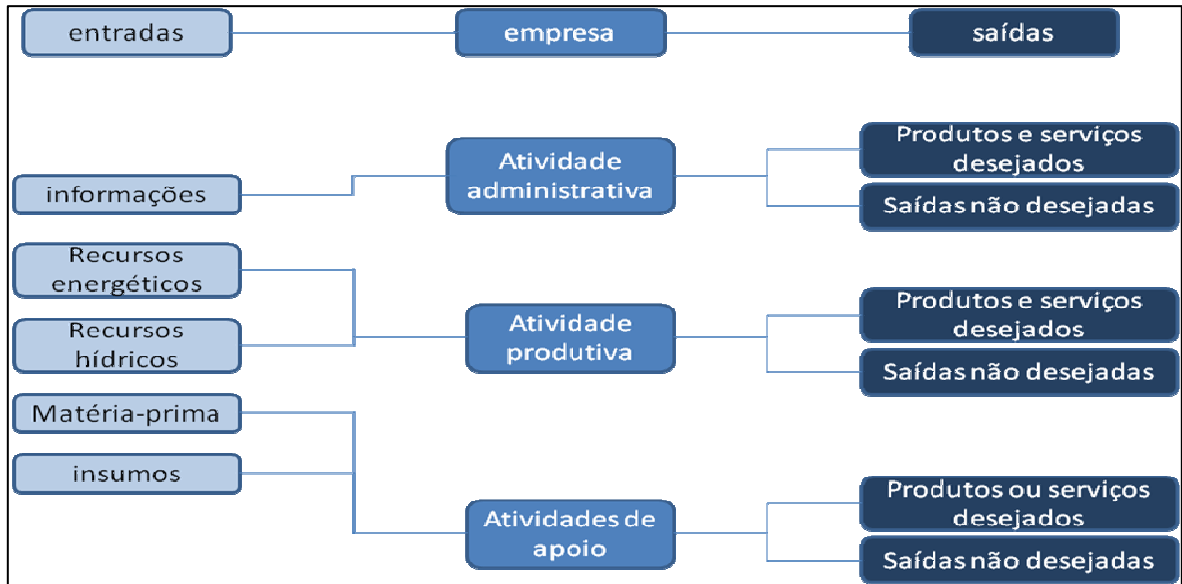 entradas
empresa
saídas
informações
Recursos
energéticos
Recursos
hídricos
Matéria-prima
insumos
Atividade
administrativa
Atividade
produtiva
Atividades de
apoio
Produtos e serviços
desejados
Saídas não desejadas
Produtos e serviços
desejados
Saídas não desejadas
Produtos ou serviços
desejados
Saídas não desejadas